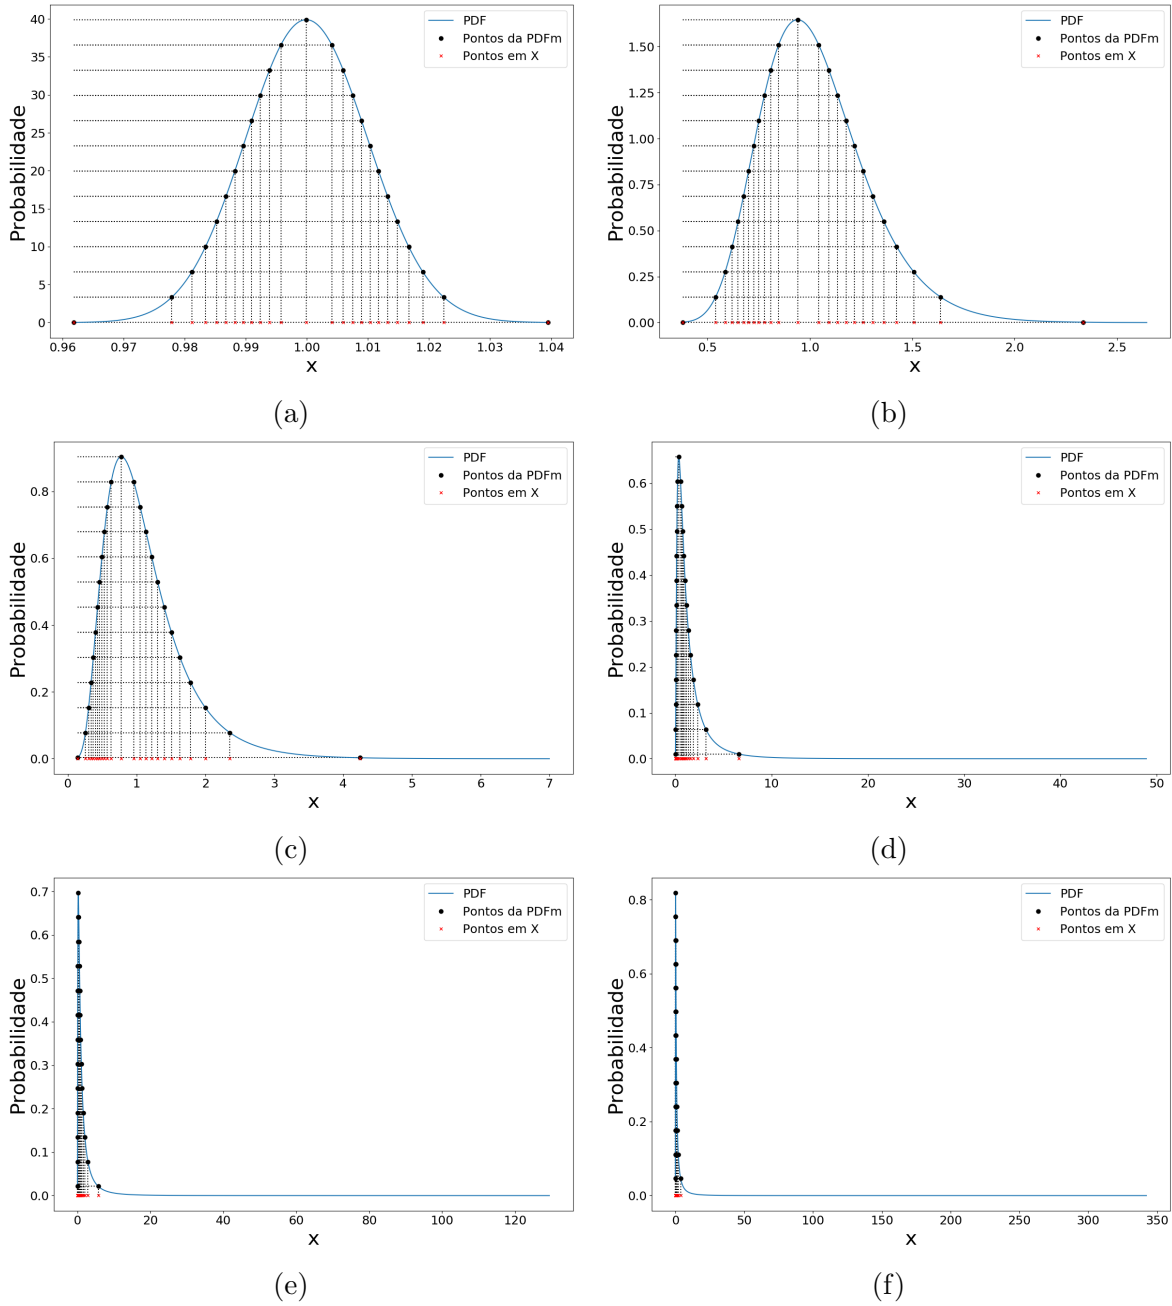 PDF
Pontos da PDFm
Pontos em X
Probabilidade
40
35
30
25
20
15
10
5
0
0.96 0.97 0.98 0.99 1.00 1.01 1.02 1.03 1.04
x
(a)
PDF
Pontos da PDFm
Pontos em X
Probabilidade
1.50
1.25
1.00
0.75
0.50
0.25
0.00
0.5 1.0 1.5 2.0 2.5
x
(b)
PDF
Pontos da PDFm
Pontos em X
Probabilidade
0.8
0.6
0.4
0.2
0.0
0 1 2 3 4 5 6 7
x
(c)
PDF
Pontos da PDFm
Pontos em X
Probabilidade
0.6
0.5
0.4
0.3
0.2
0.1
0.0
0 10 20 30 40 50
x
(d)
PDF
Pontos da PDFm
Pontos em X
Probabilidade
0.7
0.6
0.5
0.4
0.3
0.2
0.1
0.0
0 20 40 60 80 100 120
x
(e)
PDF
Pontos da PDFm
Pontos em X
Probabilidade
0.8
0.6
0.4
0.2
0.0
0 50 100 150 200 250 300 350
x
(f)